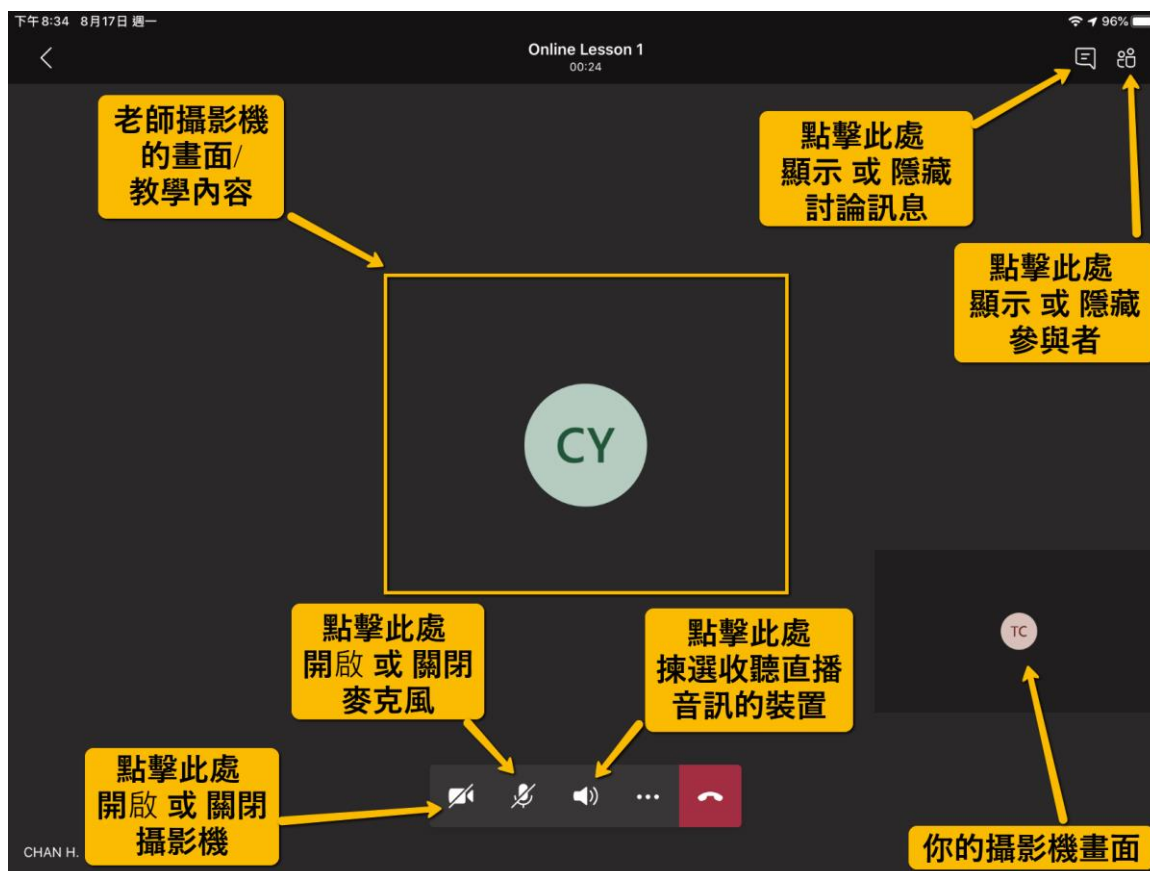 下午8:34 8月17日 週一
96%
Online Lesson 1
00:24
老師攝影機
的畫面/
教學內容
點擊此處
顯示 或 隱藏
討論訊息
點擊此處
顯示 或 隱藏
參與者
CY
點擊此處
開啟 或 關閉
麥克風
點擊此處
揀選收聽直播
音訊的裝置
TC
點擊此處
開啟 或 關閉
攝影機
你的攝影機畫面
CHAN H.